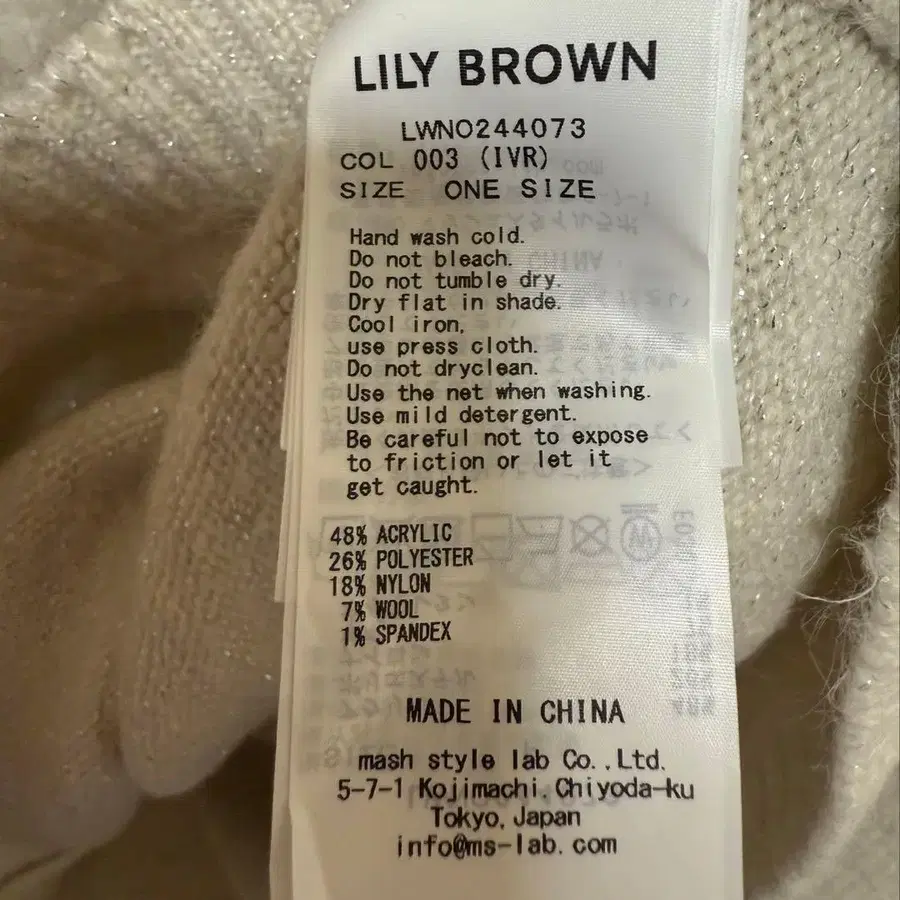 LILY BROWN
LWNO244073
COL 003 (IVR)
SIZE ONE SIZE
Hand wash cold.
Do not bleach.
Do not tumble dry.
Dry flat in shade.
Cool iron,
use press cloth.
Do not dryclean.
Use the net when washing.
Use mild detergent.
Be careful not to expose
to friction or let it
get caught.
48% ACRYLIC
26% POLYESTER
18% NYLON
7% WOOL
1% SPANDEX
MADE IN CHINA
mash style lab Co.,Ltd.
5-7-1 Kojimachi,Chiyoda-ku
Tokyo,Japan
info@ms-lab.com